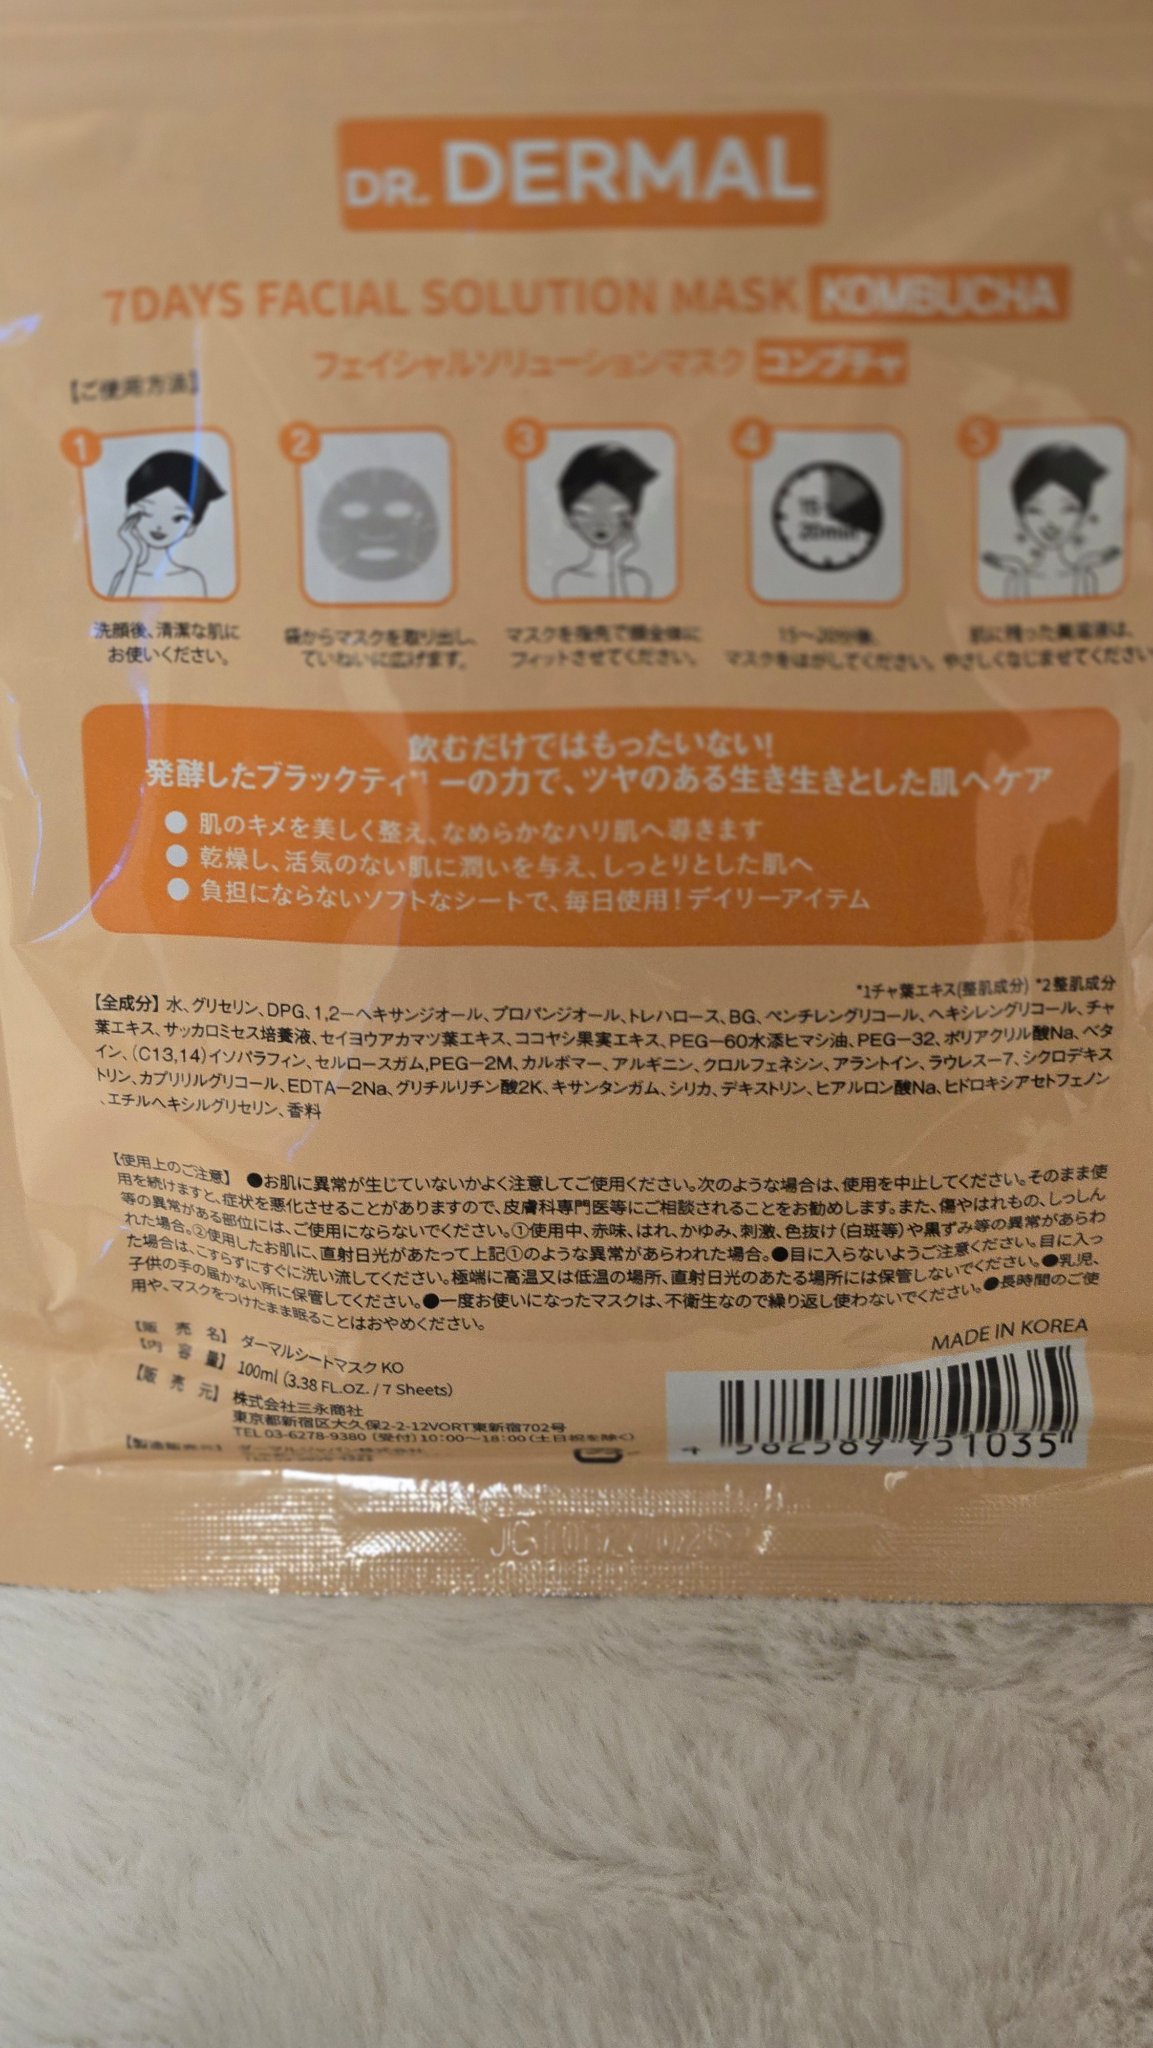 DR. DERMAL
7DAYS FACIAL SOLUTION MASK KOMBUCHA
フェイシャルソリューションマスク コンブチャ
【ご使用方法】
1 2 3 4 5
15~
20min
洗顔後、清潔な肌に
お使いください。
袋からマスクを取り出し、
ていねいに広げます。
マスクを指先で顔全体に
フィットさせてください。
15～20分後、
マスクをはがしてください。
肌に残った美容液は、
やさしくなじませてください
飲むだけではもったいない!
発酵したブラックティ*1ーの力で、ツヤのある生き生きとした肌へケア
● 肌のキメを美しく整え、なめらかなハリ肌へ導きます
● 乾燥し、活気のない肌に潤いを与え、しっとりとした肌へ
● 負担にならないソフトなシートで、毎日使用!デイリーアイテム
*1チャ葉エキス(整肌成分) *2整肌成分
【全成分】水、グリセリン、DPG、1,2-ヘキサンジオール、プロパンジオール、トレハロース、BG、ペンチレングリコール、ヘキシレングリコール、チャ
葉エキス、サッカロミセス培養液、セイヨウアカマツ葉エキス、ココヤシ果実エキス、PEG-60水添ヒマシ油、PEG-32、ポリアクリル酸Na、ベタ
イン、(C13,14)イソパラフィン、セルロースガム,PEG-2M、カルボマー、アルギニン、クロルフェネシン、アラントイン、ラウレス-7、シクロデキス
トリン、カプリリルグリコール、EDTA-2Na、グリチルリチン酸2K、キサンタンガム、シリカ、デキストリン、ヒアルロン酸Na、ヒドロキシアセトフェノン
、エチルヘキシルグリセリン、香料
【使用上のご注意】 ●お肌に異常が生じていないかよく注意してご使用ください。次のような場合は、使用を中止してください。そのまま使
用を続けますと、症状を悪化させることがありますので、皮膚科専門医等にご相談されることをお勧めします。また、傷やはれもの、しっしん
等の異常がある部位には、ご使用にならないでください。①使用中、赤味、はれ、かゆみ、刺激、色抜け(白斑等)や黒ずみ等の異常があらわ
れた場合。②使用したお肌に、直射日光があたって上記①のような異常があらわれた場合。●目に入らないようご注意ください。目に入っ
た場合は、こすらずにすぐに洗い流してください。極端に高温又は低温の場所、直射日光のあたる場所には保管しないでください。●乳児、
子供の手の届かない所に保管してください。●一度お使いになったマスクは、不衛生なので繰り返し使わないでください。●長時間のご使
用や、マスクをつけたまま眠ることはおやめください。
【販 売 名】 ダーマルシートマスク KO
【内 容 量】 100ml (3.38 FL.OZ. / 7 Sheets)
【販 売 元】 株式会社三永商社
東京都新宿区大久保2-2-12VORT東新宿702号
TEL 03-6278-9380 (受付) 10:00～18:00 (土日祝を除く)
【製造販売元】 ダーマルジャパン株式会社
MADE IN KOREA
4 582589 951035